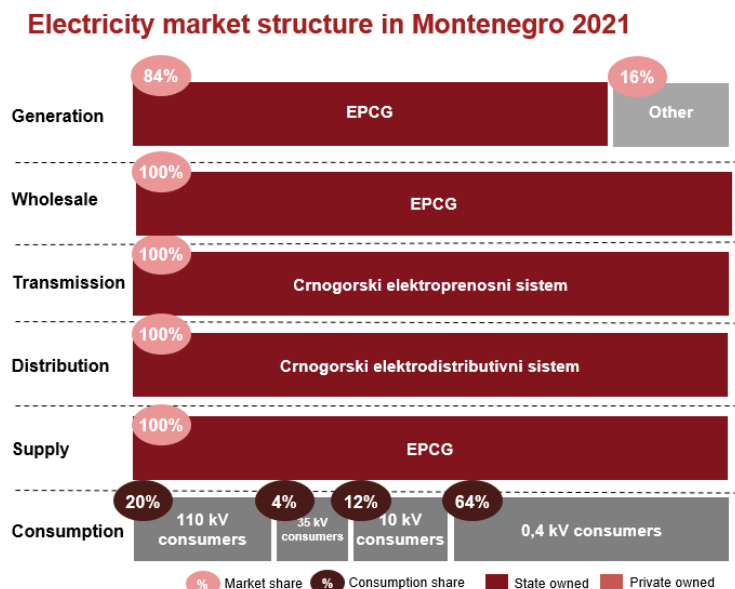 Electricity market structure in Montenegro 2021
84%
16%
Generation
EPCG
Other
100%
Wholesale
EPCG
100%
Transmission
Crnogorski elektroprenosni sistem
100%
Distribution
Crnogorski elektrodistributivni sistem
100%
Supply
EPCG
20%
4%
12%
64%
Consumption
110 kV
consumers
35 kV
consumers
10 kV
consumers
0,4 kV consumers
% Market share
% Consumption share
State owned
Private owned